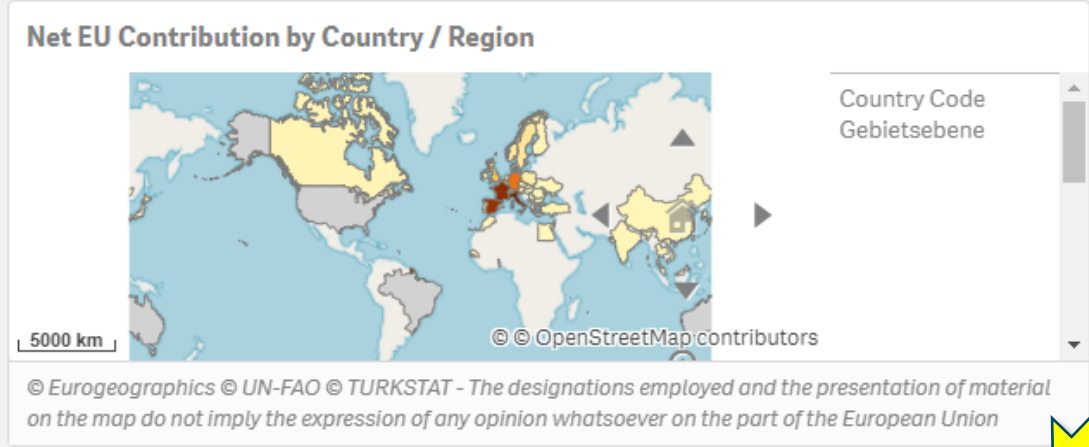 Net EU Contribution by Country / Region
Country Code
Gebietsebene
5000 km
© © OpenStreetMap contributors
© Eurogeographics © UN-FAO © TURKSTAT - The designations employed and the presentation of material
on the map do not imply the expression of any opinion whatsoever on the part of the European Union